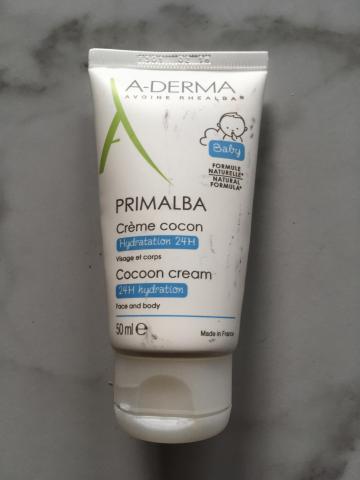 A-DERMA
AVOINE RHEALBA®
Baby
FORMULE
NATURELLE*
NATURAL
FORMULA*
PRIMALBA
Crème cocon
Hydratation 24H
Visage et corps
Cocoon cream
24H hydration
Face and body
50 ml e
Made in France